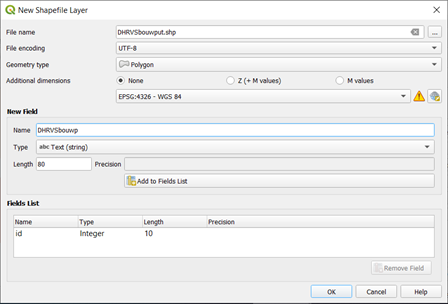 New Shapefile Layer
File name DHRVSbouwput.shp ...
File encoding UTF-8
Geometry type Polygon
Additional dimensions None Z (+ M values) M values
EPSG:4326 - WGS 84
New Field
Name DHRVSbouwp
Type abc Text (string)
Length 80 Precision
Add to Fields List
Fields List
Name Type Length Precision
id Integer 10
Remove Field
OK Cancel Help